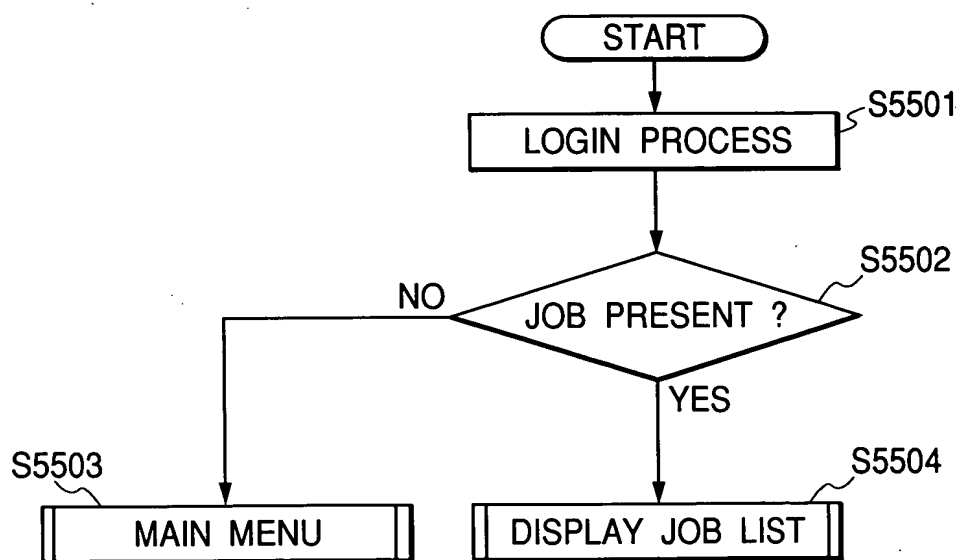 START
S5501
LOGIN PROCESS
S5502
NO
JOB PRESENT ?
YES
S5503
S5504
MAIN MENU
DISPLAY JOB LIST